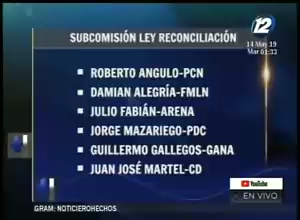 12
SUBCOMISIÓN LEY RECONCILIACIÓN
14 May 19
Mar 01:33
ROBERTO ANGULO-PCN
DAMIAN ALEGRÍA-FMLN
JULIO FABIÁN-ARENA
JORGE MAZARIEGO-PDC
GUILLERMO GALLEGOS-GANA
JUAN JOSÉ MARTEL-CD
YouTube
EN VIVO
GRAM: NOTICIEROHECHOS